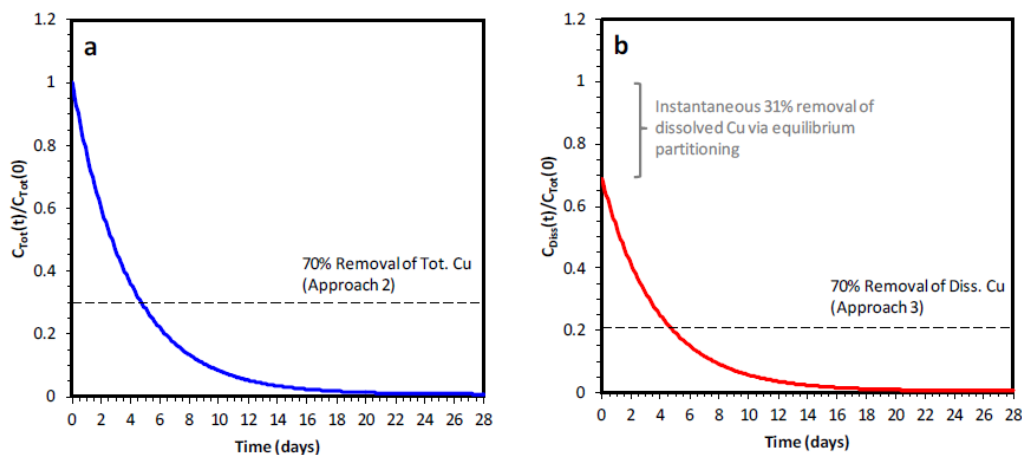 a
1.2
1
0.8
0.6
0.4
0.2
0
C_Tot(t)/C_Tot(0)
70% Removal of Tot. Cu
(Approach 2)
0 2 4 6 8 10 12 14 16 18 20 22 24 26 28
Time (days)
b
1.2
1
0.8
0.6
0.4
0.2
0
C_Diss(t)/C_Tot(0)
Instantaneous 31% removal of
dissolved Cu via equilibrium
partitioning
70% Removal of Diss. Cu
(Approach 3)
0 2 4 6 8 10 12 14 16 18 20 22 24 26 28
Time (days)